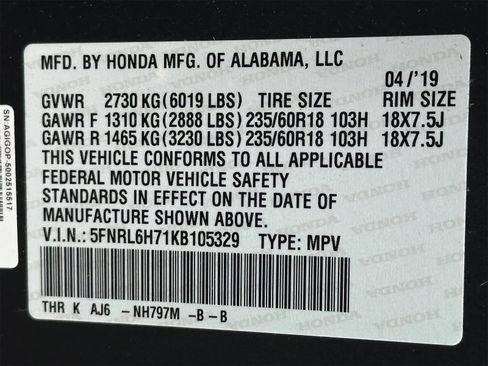 MFD. BY HONDA MFG. OF ALABAMA, LLC
04/'19
GVWR 2730 KG (6019 LBS) TIRE SIZE RIM SIZE
GAWR F 1310 KG (2888 LBS) 235/60R18 103H 18X7.5J
GAWR R 1465 KG (3230 LBS) 235/60R18 103H 18X7.5J
THIS VEHICLE CONFORMS TO ALL APPLICABLE
FEDERAL MOTOR VEHICLE SAFETY
STANDARDS IN EFFECT ON THE DATE OF
MANUFACTURE SHOWN ABOVE.
V.I.N.: 5FNRL6H71KB105329 TYPE: MPV
THR K AJ6 -NH797M -B-B
SN:AGIGOP-5002515517